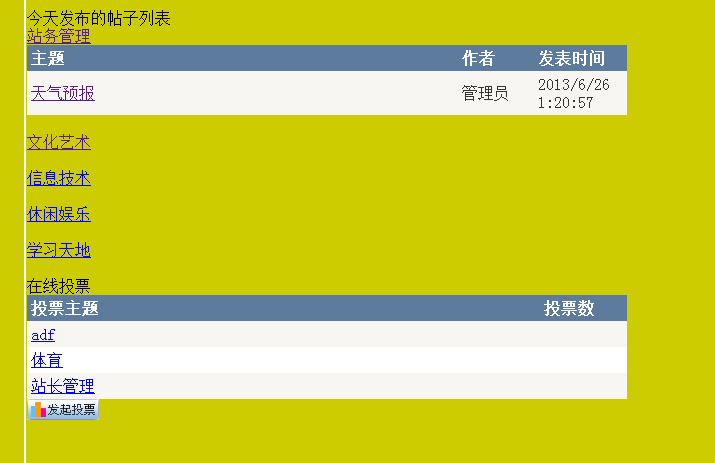 今天发布的帖子列表
站务管理
主题 作者 发表时间
天气预报 管理员 2013/6/26
1:20:57
文化艺术
信息技术
休闲娱乐
学习天地
在线投票
投票主题 投票数
adf
体育
站长管理
发起投票